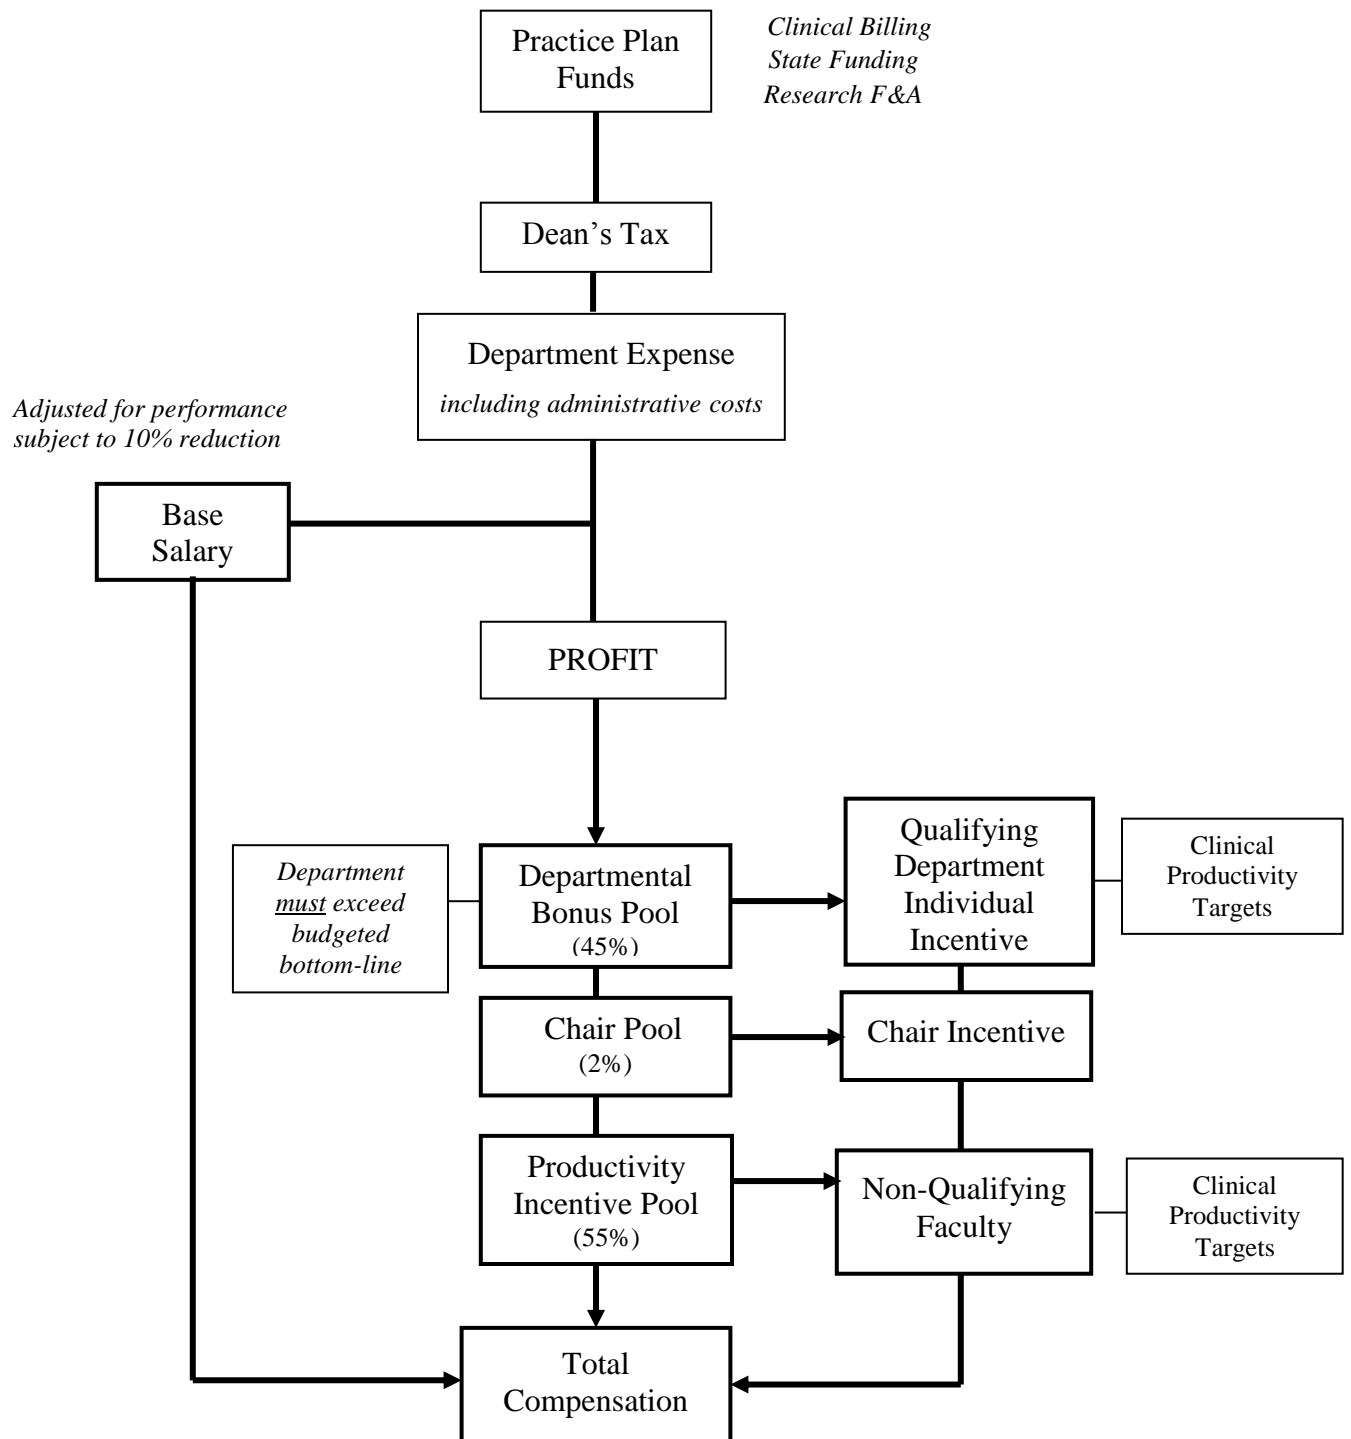 Practice Plan
Funds
Clinical Billing
State Funding
Research F&A
Dean’s Tax
Department Expense
including administrative costs
Adjusted for performance
subject to 10% reduction
Base
Salary
PROFIT
Department
must exceed
budgeted
bottom-line
Departmental
Bonus Pool
(45%)
Qualifying
Department
Individual
Incentive
Clinical
Productivity
Targets
Chair Pool
(2%)
Chair Incentive
Productivity
Incentive Pool
(55%)
Non-Qualifying
Faculty
Clinical
Productivity
Targets
Total
Compensation